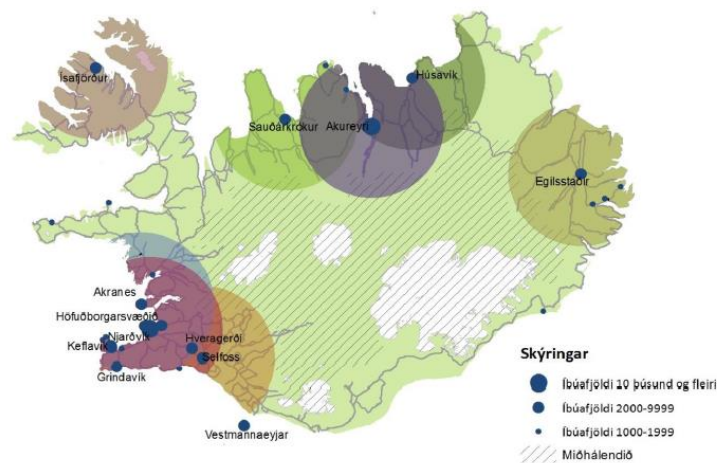 Ísafjörður
Húsavík
Sauðárkrókur
Akureyri
Egilsstaðir
Akranes
Höfuðborgarsvæðið
Njarðvík
Keflavík
Hveragerði
Selfoss
Grindavík
Vestmannaeyjar
Skýringar
Íbúafjöldi 10 þúsund og fleiri
Íbúafjöldi 2000-9999
Íbúafjöldi 1000-1999
Miðhálendið